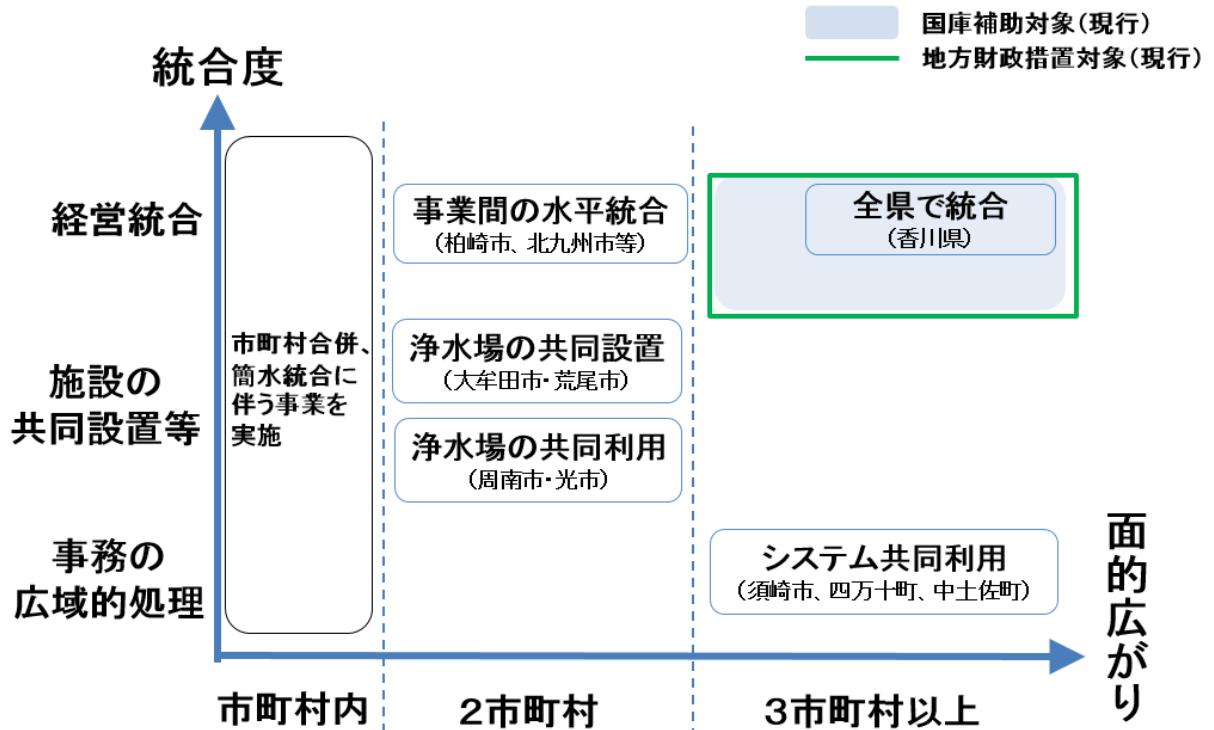 国庫補助対象(現行)
地方財政措置対象(現行)
統合度
経営統合
事業間の水平統合
(柏崎市、北九州市等)
全県で統合
(香川県)
市町村合併、
簡水統合に
伴う事業を
実施
施設の
共同設置等
浄水場の共同設置
(大牟田市・荒尾市)
浄水場の共同利用
(周南市・光市)
事務の
広域的処理
システム共同利用
(須崎市、四万十町、中土佐町)
面的広がり
市町村内
2市町村
3市町村以上